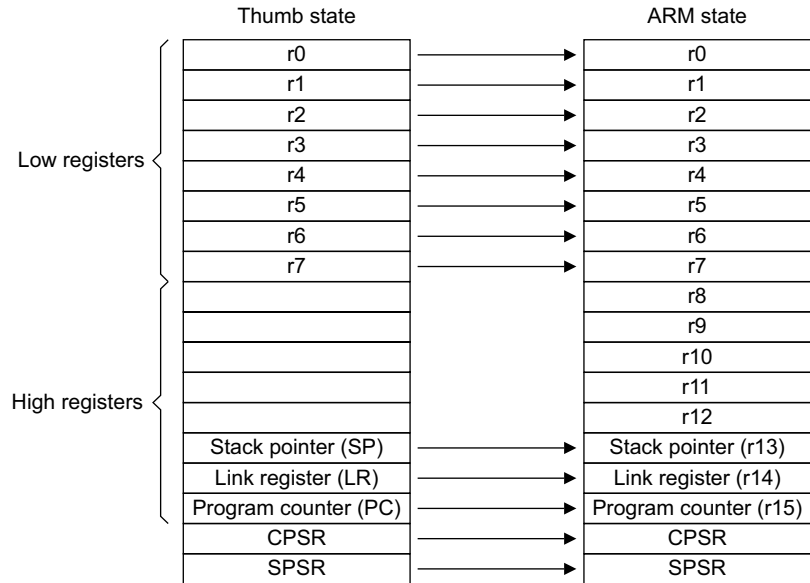 Thumb state ARM state
r0 r0
r1 r1
r2 r2
r3 r3
Low registers r4 r4
r5 r5
r6 r6
r7 r7
r8
r9
r10
r11
High registers r12
Stack pointer (SP) Stack pointer (r13)
Link register (LR) Link register (r14)
Program counter (PC) Program counter (r15)
CPSR CPSR
SPSR SPSR